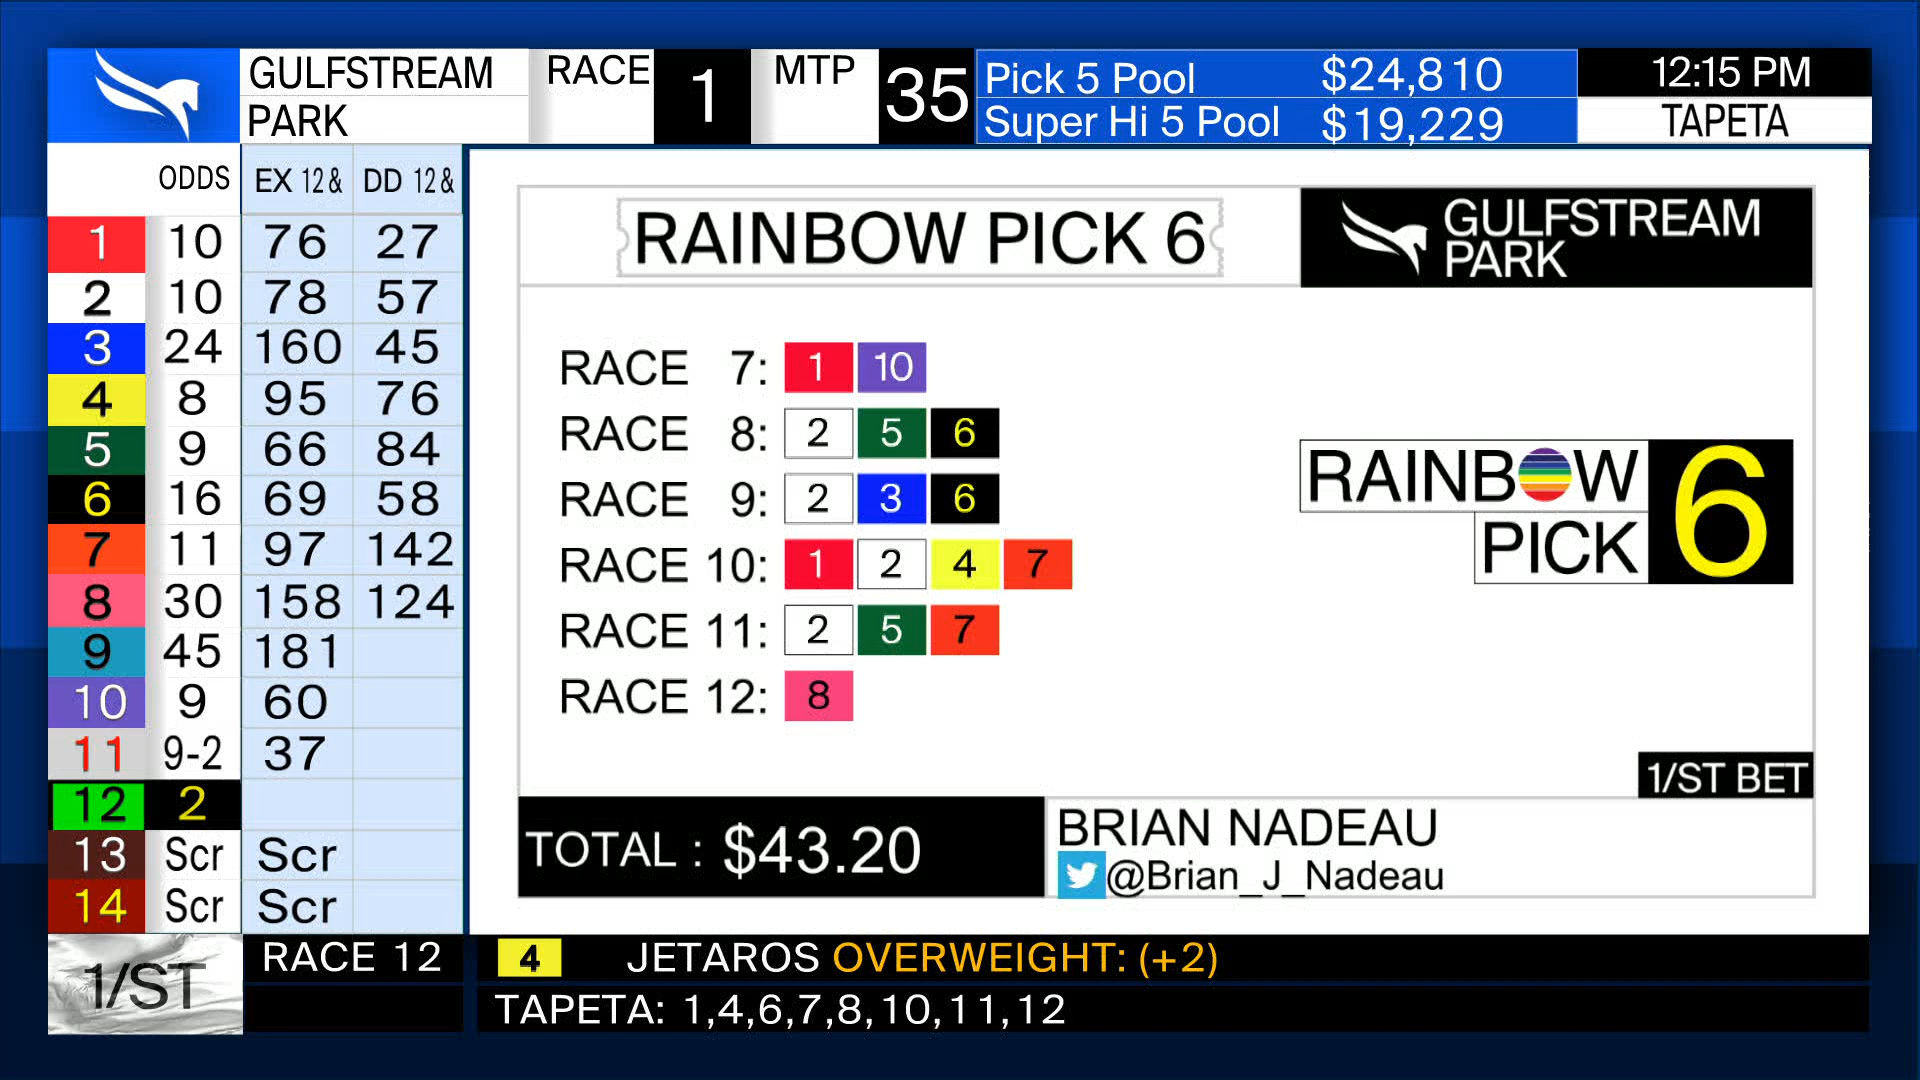 GULFSTREAM PARK RACE 1 MTP 35 Pick 5 Pool $24,810 12:15 PM
Super Hi 5 Pool $19,229 TAPETA
ODDS EX 12& DD 12&
1 10 76 27
2 10 78 57
3 24 160 45
4 8 95 76
5 9 66 84
6 16 69 58
7 11 97 142
8 30 158 124
9 45 181
10 9 60
11 9-2 37
12 2
13 Scr Scr
14 Scr Scr
RAINBOW PICK 6
GULFSTREAM
PARK
RACE 7: 1 10
RACE 8: 2 5 6
RACE 9: 2 3 6
RACE 10: 1 2 4 7
RACE 11: 2 5 7
RACE 12: 8
RAINBOW
PICK 6
1/ST BET
TOTAL : $43.20
BRIAN NADEAU
@Brian_J_Nadeau
1/ST
RACE 12 4 JETAROS OVERWEIGHT: (+2)
TAPETA: 1,4,6,7,8,10,11,12